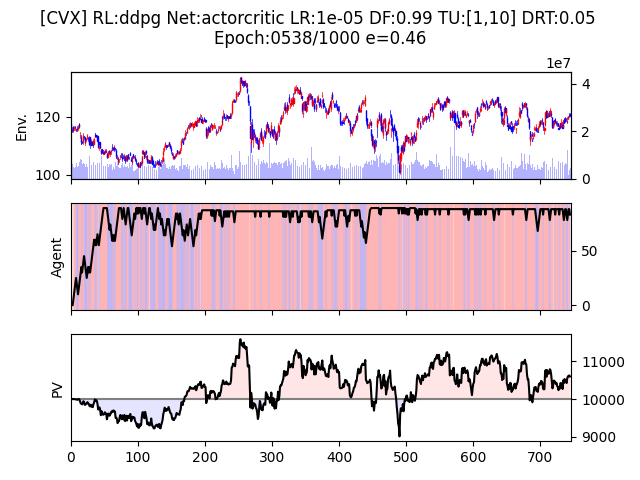 [CVX] RL:ddpg Net:actorcritic LR:1e-05 DF:0.99 TU:[1,10] DRT:0.05
Epoch:0538/1000 e=0.46
1e7
Env.
120
100
4
2
0
Agent
50
0
PV
11000
10000
9000
0 100 200 300 400 500 600 700